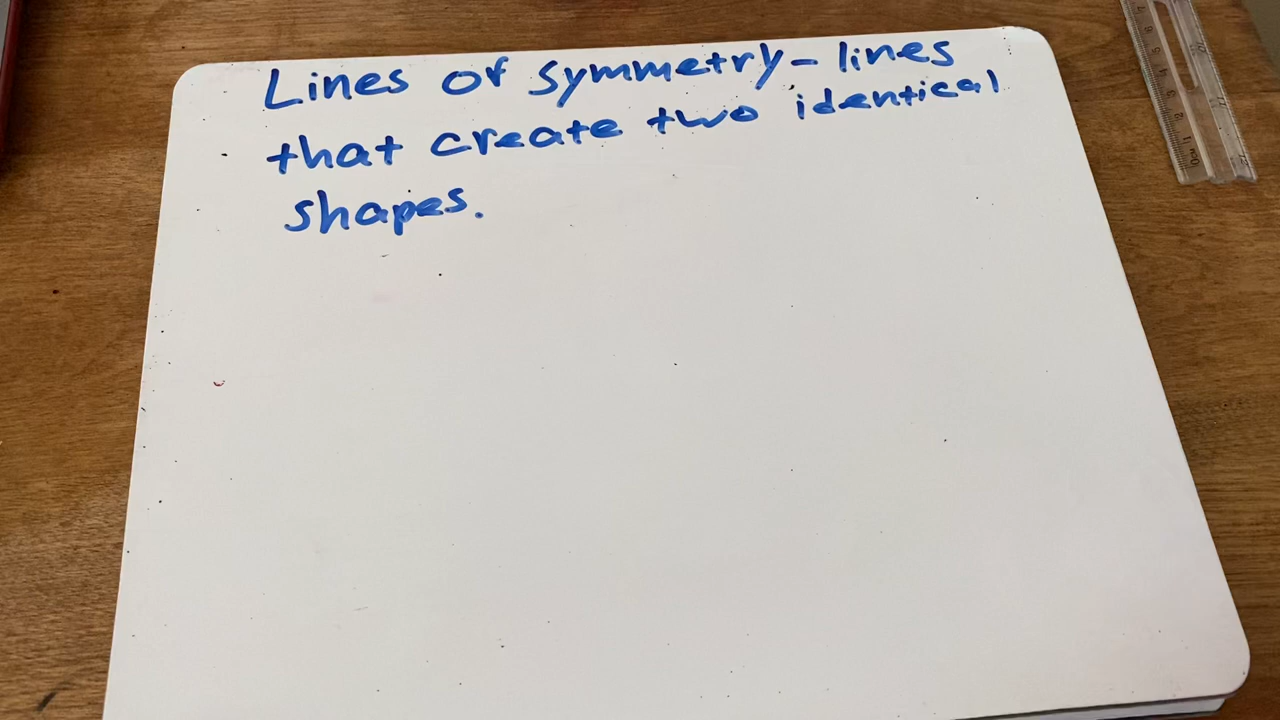 Lines of symmetry - lines
that create two identical
shapes.